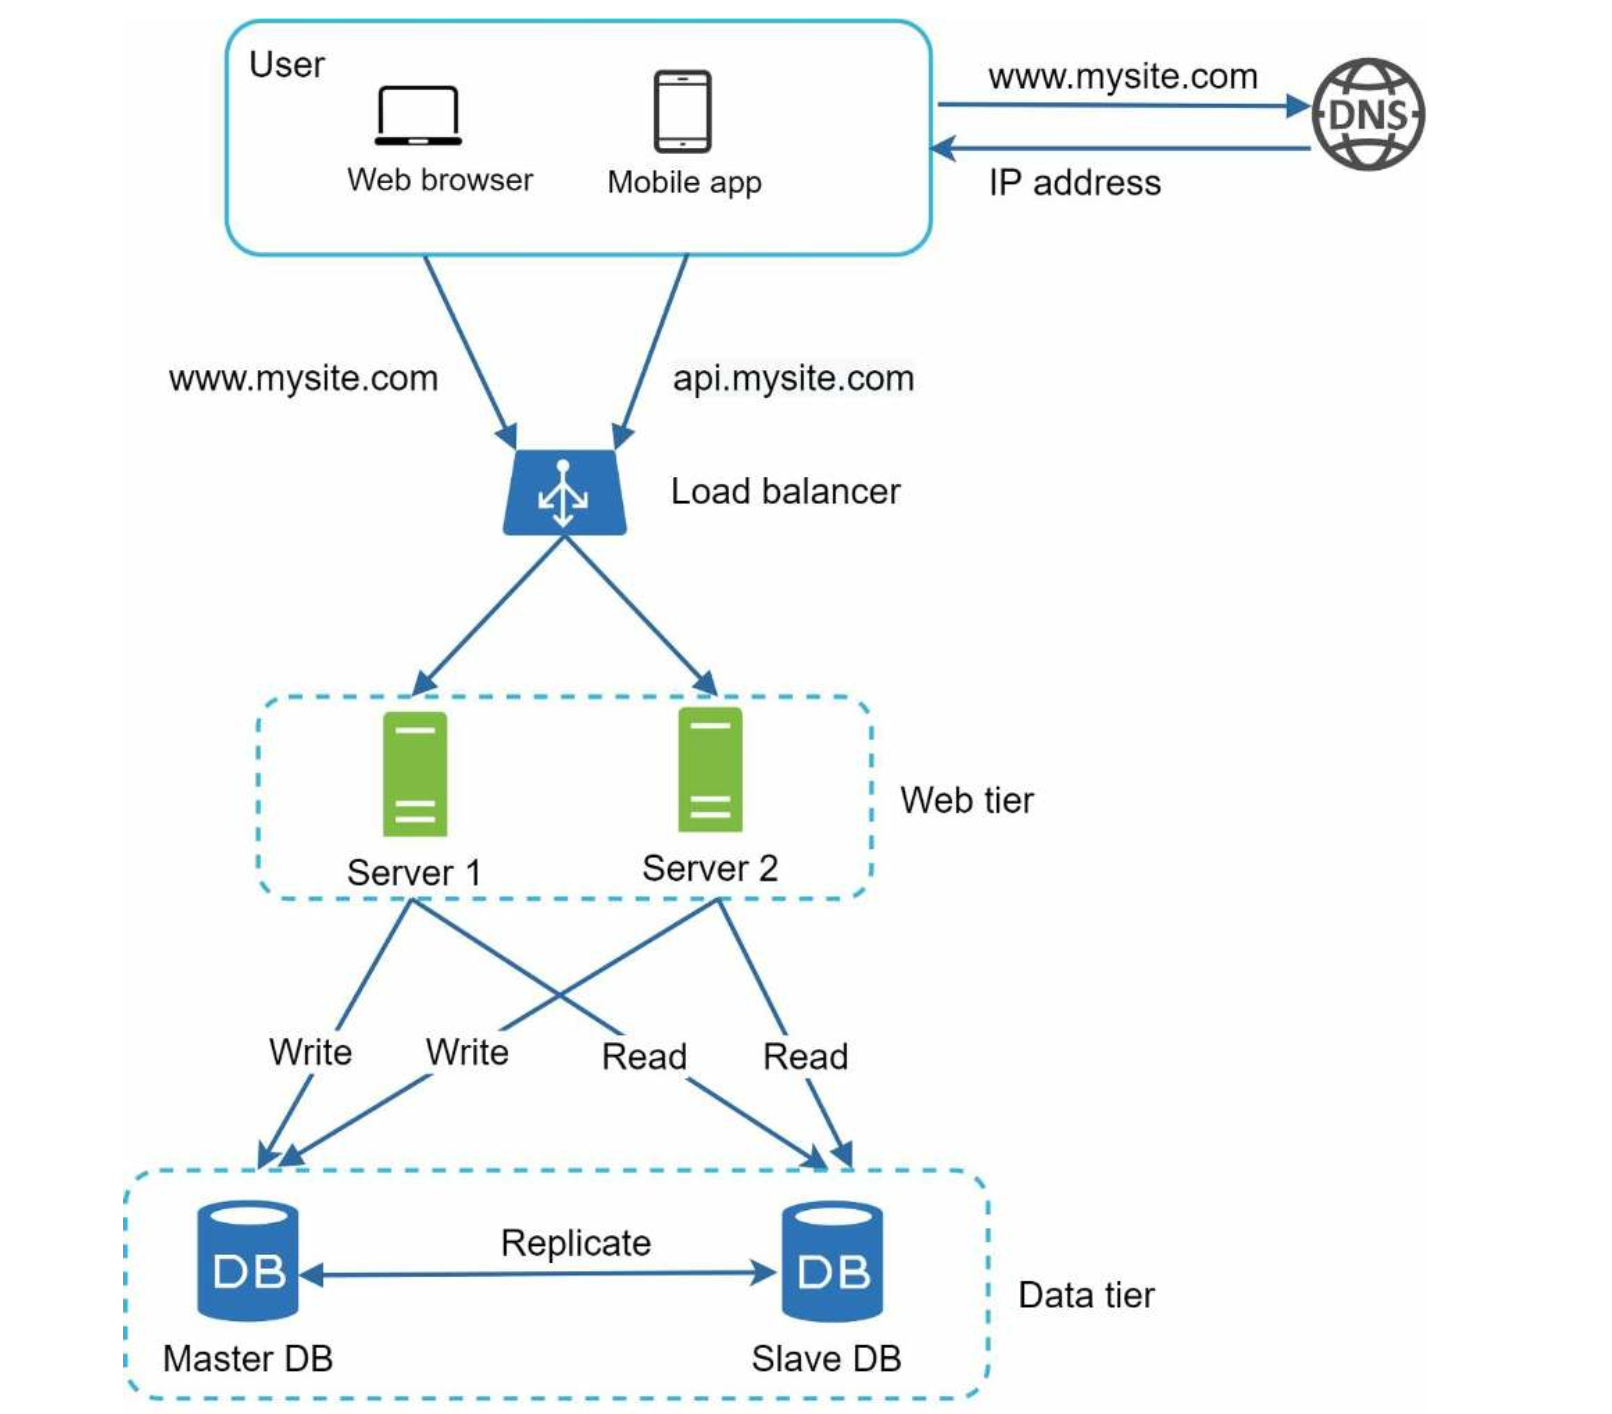 User
www.mysite.com
DNS
Web browser
Mobile app
IP address
www.mysite.com
api.mysite.com
Load balancer
Server 1
Server 2
Web tier
Write
Write
Read
Read
Replicate
DB
DB
Data tier
Master DB
Slave DB